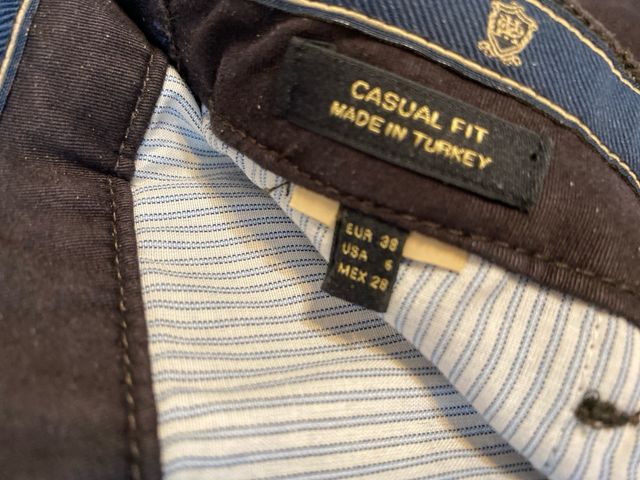 CASUAL FIT
MADE IN TURKEY
EUR 38
USA 6
MEX 28